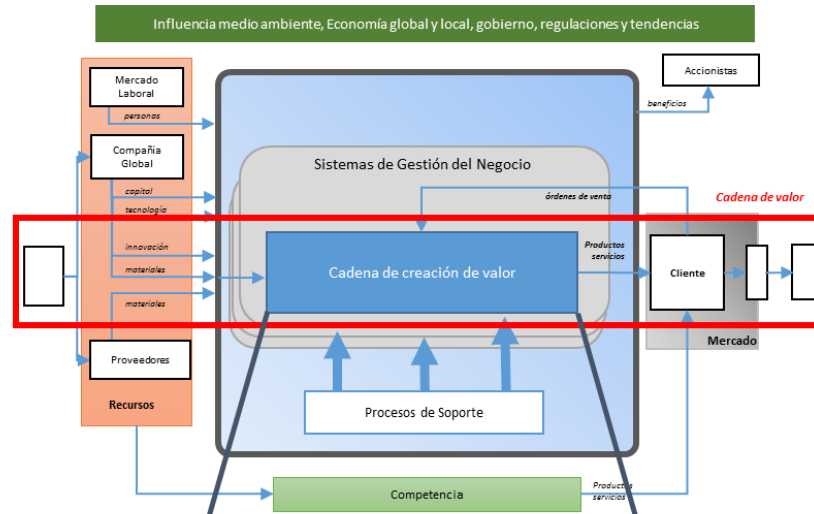 Influencia medio ambiente, Economía global y local, gobierno, regulaciones y tendencias
Mercado
Laboral
personas
Compañía
Global
capital
tecnología
innovación
materiales
materiales
Proveedores
Recursos
Sistemas de Gestión del Negocio
órdenes de venta
Cadena de creación de valor
Productos
servicios
Procesos de Soporte
Accionistas
beneficios
Cadena de valor
Cliente
Mercado
Competencia
Productos
servicios